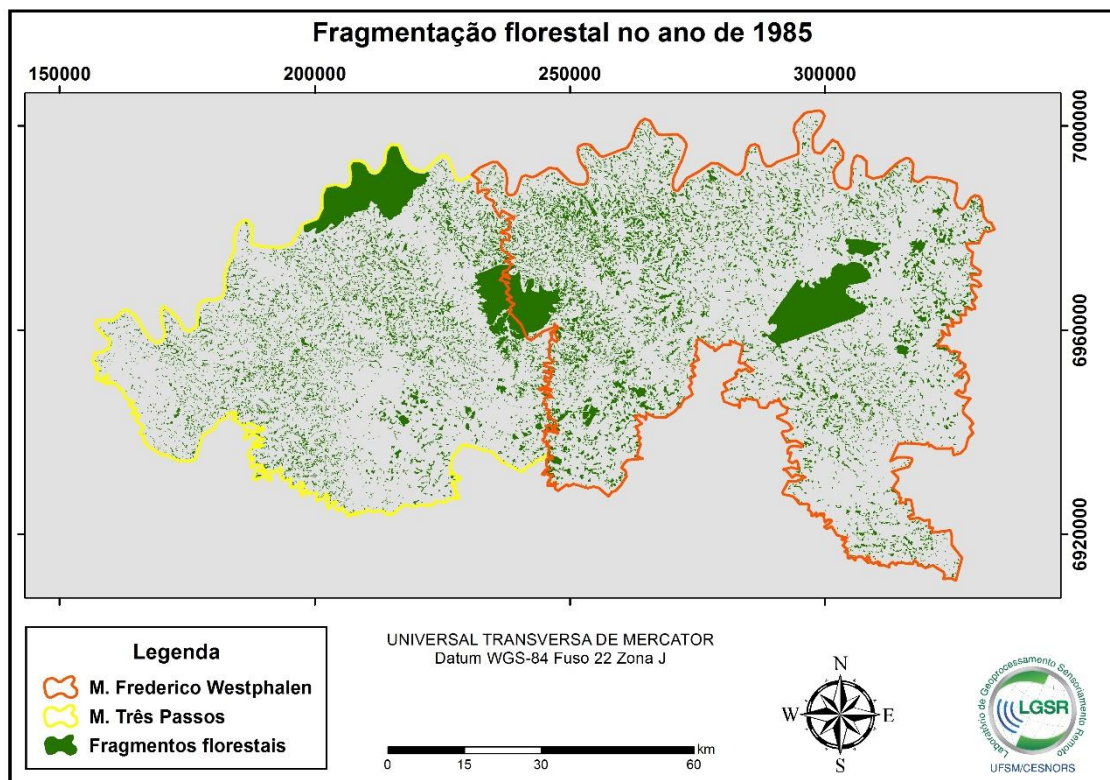 Fragmentação florestal no ano de 1985
150000 200000 250000 300000
7000000
6960000
6920000
Legenda
M. Frederico Westphalen
M. Três Passos
Fragmentos florestais
UNIVERSAL TRANSVERSA DE MERCATOR
Datum WGS-84 Fuso 22 Zona J
km
0 15 30 60
N
W E
S
Laboratório de Geoprocessamento Sensoriamento Remoto
LGSR
UFSM/CESNORS